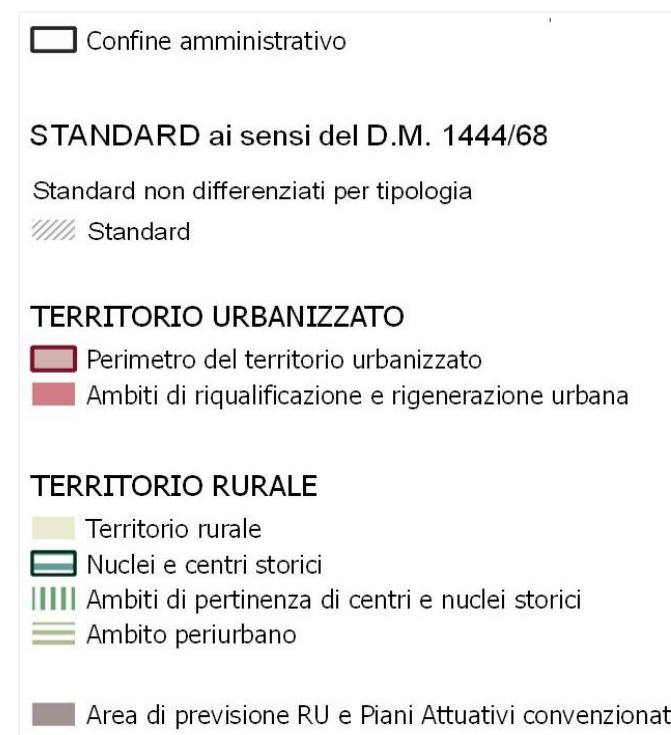 Confine amministrativo
STANDARD ai sensi del D.M. 1444/68
Standard non differenziati per tipologia
Standard
TERRITORIO URBANIZZATO
Perimetro del territorio urbanizzato
Ambiti di riqualificazione e rigenerazione urbana
TERRITORIO RURALE
Territorio rurale
Nuclei e centri storici
Ambiti di pertinenza di centri e nuclei storici
Ambito periurbano
Area di previsione RU e Piani Attuativi convenzionat